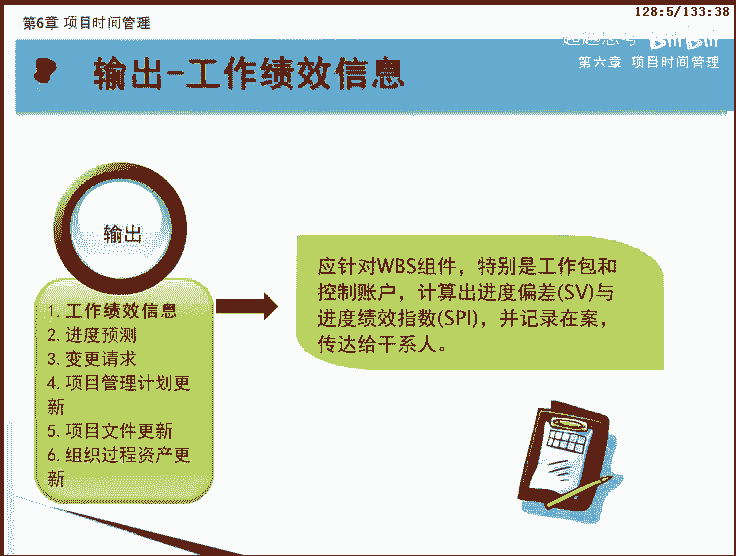 第6章 项目时间管理
128:5/133:38
bilibili
第六章 项目时间管理
输出-工作绩效信息
输出
1. 工作绩效信息
2. 进度预测
3. 变更请求
4. 项目管理计划更
新
5. 项目文件更新
6. 组织过程资产更
新
应针对WBS组件，特别是工作包和
控制账户，计算出进度偏差(SV)与
进度绩效指数(SPI)，并记录在案，
传达给干系人。